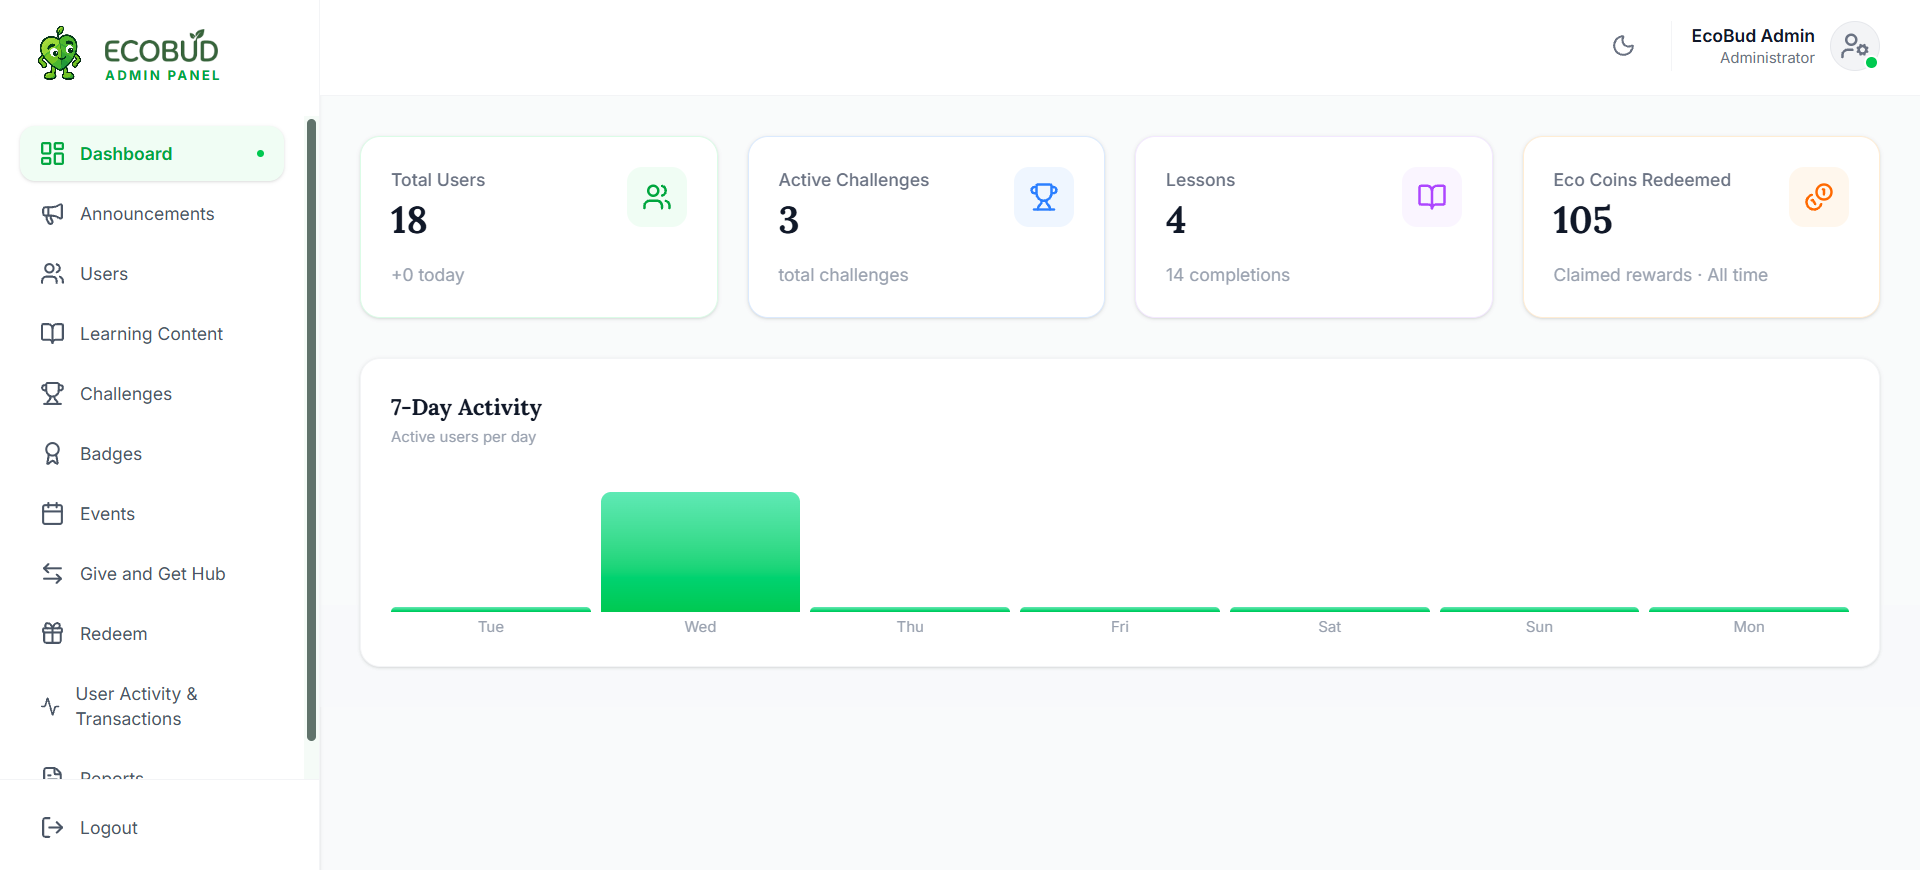 ECOBUD
ADMIN PANEL
EcoBud Admin
Administrator
Dashboard
Announcements
Users
Learning Content
Challenges
Badges
Events
Give and Get Hub
Redeem
User Activity &
Transactions
Reports
Logout
Total Users
18
+0 today
Active Challenges
3
total challenges
Lessons
4
14 completions
Eco Coins Redeemed
105
Claimed rewards · All time
7-Day Activity
Active users per day
Tue
Wed
Thu
Fri
Sat
Sun
Mon